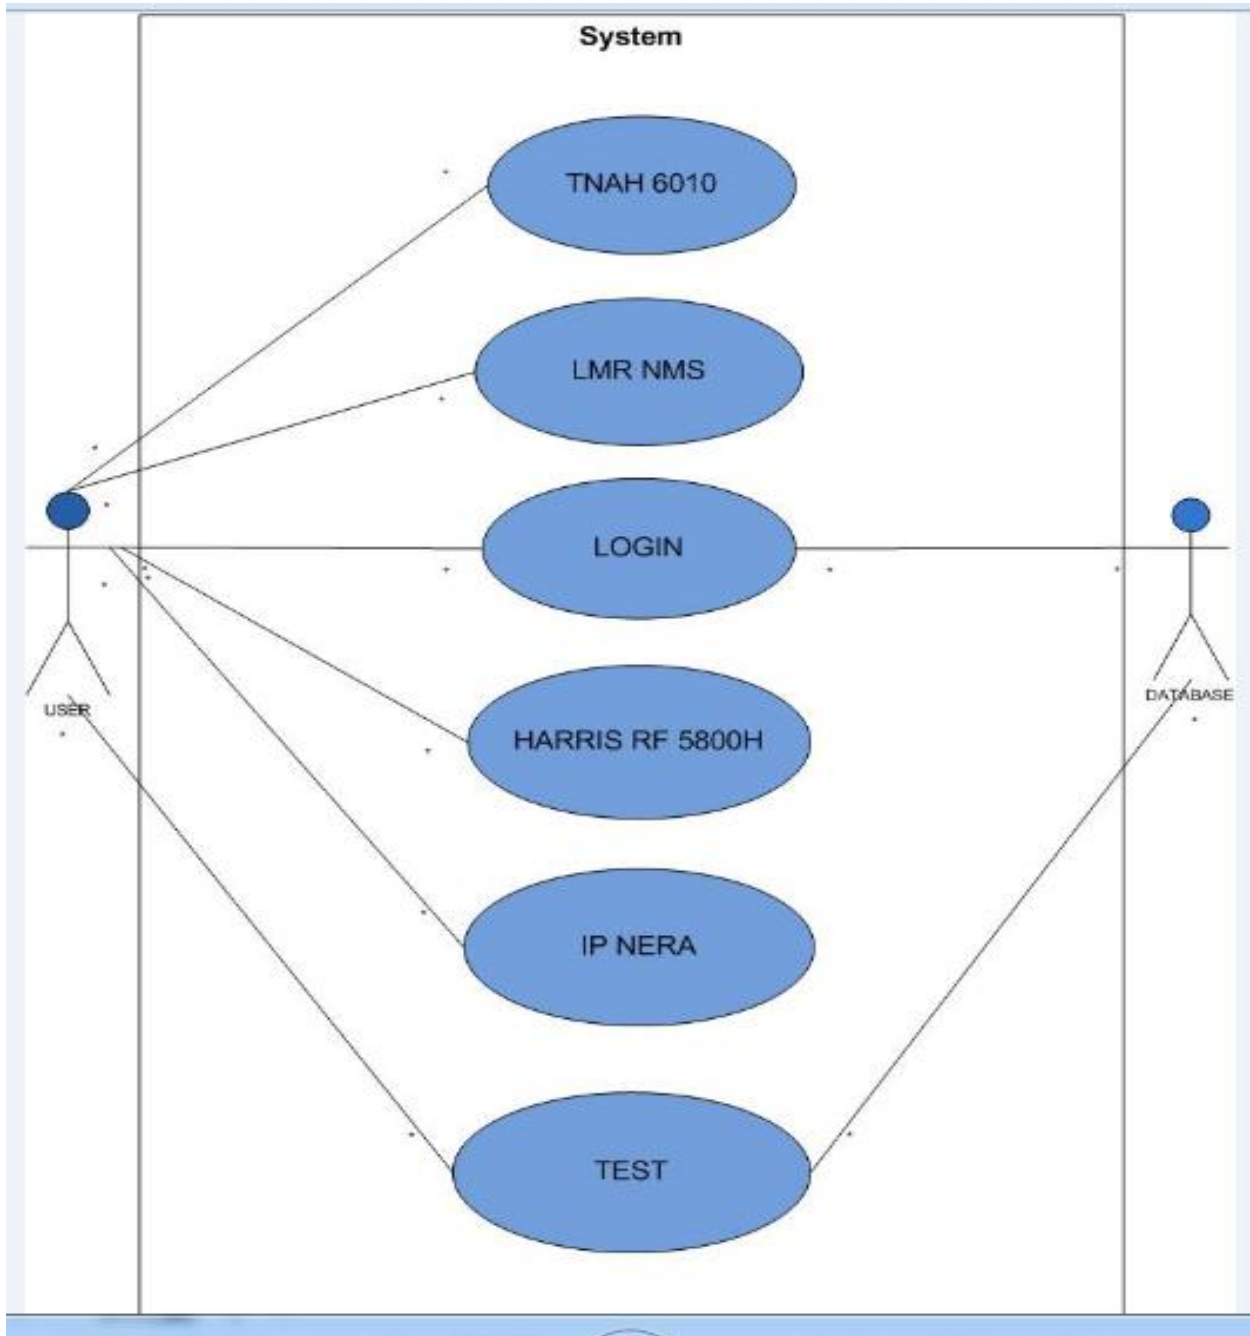 System
TNAH 6010
LMR NMS
LOGIN
HARRIS RF 5800H
USER
DATABASE
IP NERA
TEST